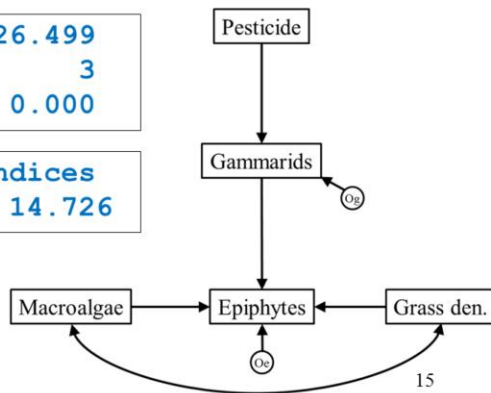 26.499
3
0.000
ndices
14.726
Pesticide
Gammarids
Og
Macroalgae
Epiphytes
Grass den.
Oe
15